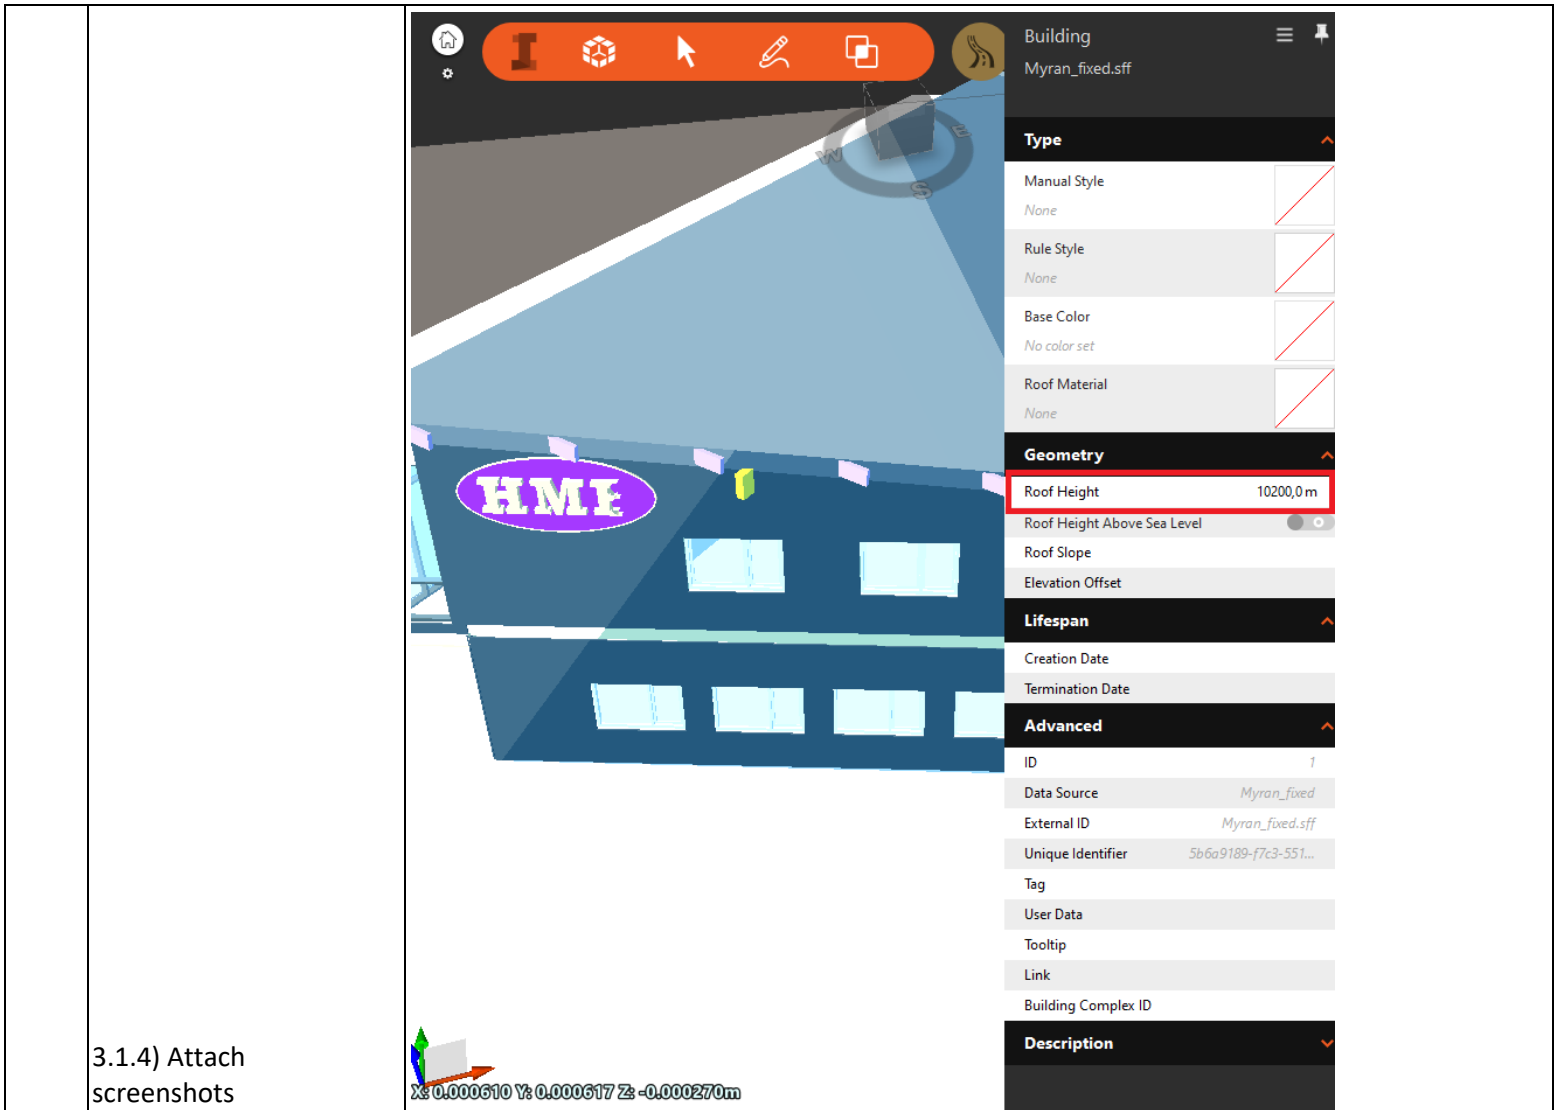 3.1.4) Attach
screenshots
Building
Myran_fixed.sff
Type
Manual Style
None
Rule Style
None
Base Color
No color set
Roof Material
None
Geometry
Roof Height 10200,0 m
Roof Height Above Sea Level
Roof Slope
Elevation Offset
Lifespan
Creation Date
Termination Date
Advanced
ID 1
Data Source Myran_fixed
External ID Myran_fixed.sff
Unique Identifier 5b6a9189-f7c3-551...
Tag
User Data
Tooltip
Link
Building Complex ID
Description
W
E
S
HMI
X: 0.000610 Y: 0.000617 Z: -0.000270m